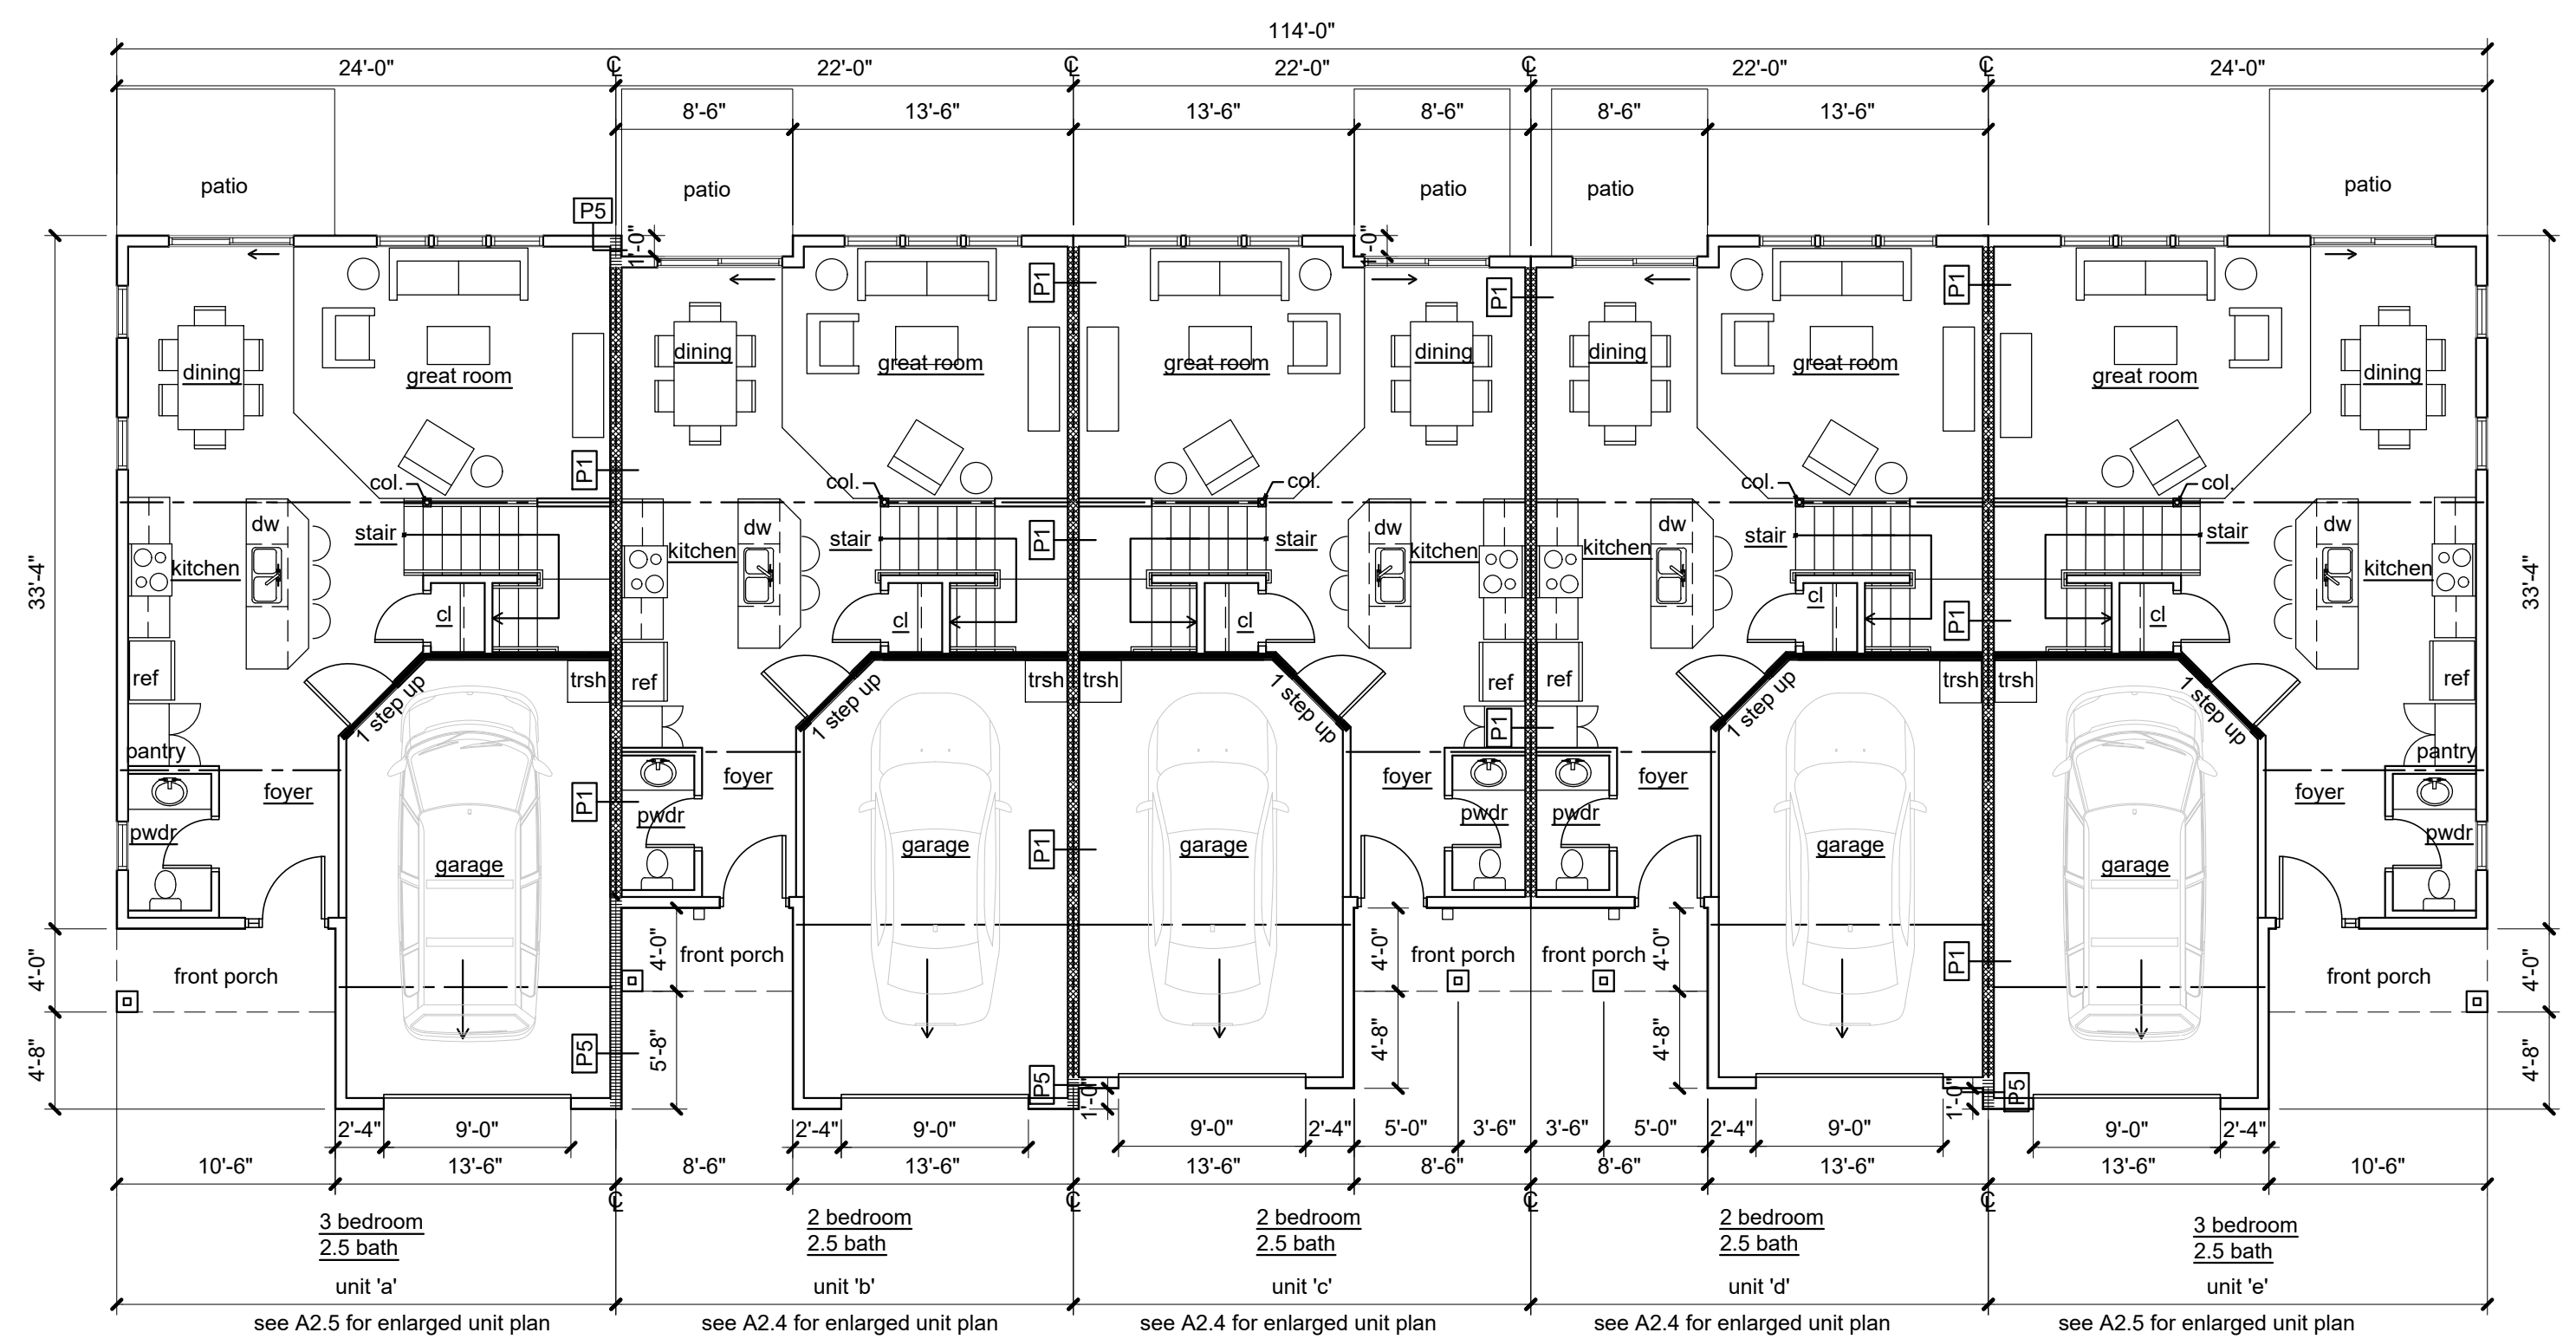 114'-0"
24'-0" ℄ 22'-0" ℄ 22'-0" ℄ 22'-0" ℄ 24'-0"
8'-6" 13'-6" 13'-6" 8'-6" 8'-6" 13'-6"
patio patio patio patio patio
P5
1'-0" 1'-0"
P1 P1 P1
dining great room dining great room great room dining dining great room great room dining
P1
col. col. col. col. col.
dw dw dw dw dw
stair stair stair stair stair
P1
kitchen kitchen kitchen kitchen kitchen
33'-4" 33'-4"
cl cl cl cl cl
P1
ref trsh ref trsh trsh ref ref trsh trsh ref
1 step up 1 step up 1 step up 1 step up 1 step up
P1
pantry pantry
foyer foyer foyer foyer foyer
P1
pwdr pwdr pwdr pwdr pwdr
garage garage garage garage garage
P1
4'-0" front porch 4'-0" front porch 4'-0" front porch front porch 4'-0" P1 front porch 4'-0"
4'-8" P5 5'-8" P5 4'-8" 4'-8" P5 4'-8"
1'-0" 1'-0"
2'-4" 9'-0" 2'-4" 9'-0" 9'-0" 2'-4" 5'-0" 3'-6" 3'-6" 5'-0" 2'-4" 9'-0" 9'-0" 2'-4"
10'-6" 13'-6" 8'-6" 13'-6" 13'-6" 8'-6" 8'-6" 13'-6" 13'-6" 10'-6"
℄ ℄ ℄ ℄
3 bedroom 2 bedroom 2 bedroom 2 bedroom 3 bedroom
2.5 bath 2.5 bath 2.5 bath 2.5 bath 2.5 bath
unit 'a' unit 'b' unit 'c' unit 'd' unit 'e'
see A2.5 for enlarged unit plan see A2.4 for enlarged unit plan see A2.4 for enlarged unit plan see A2.4 for enlarged unit plan see A2.5 for enlarged unit plan